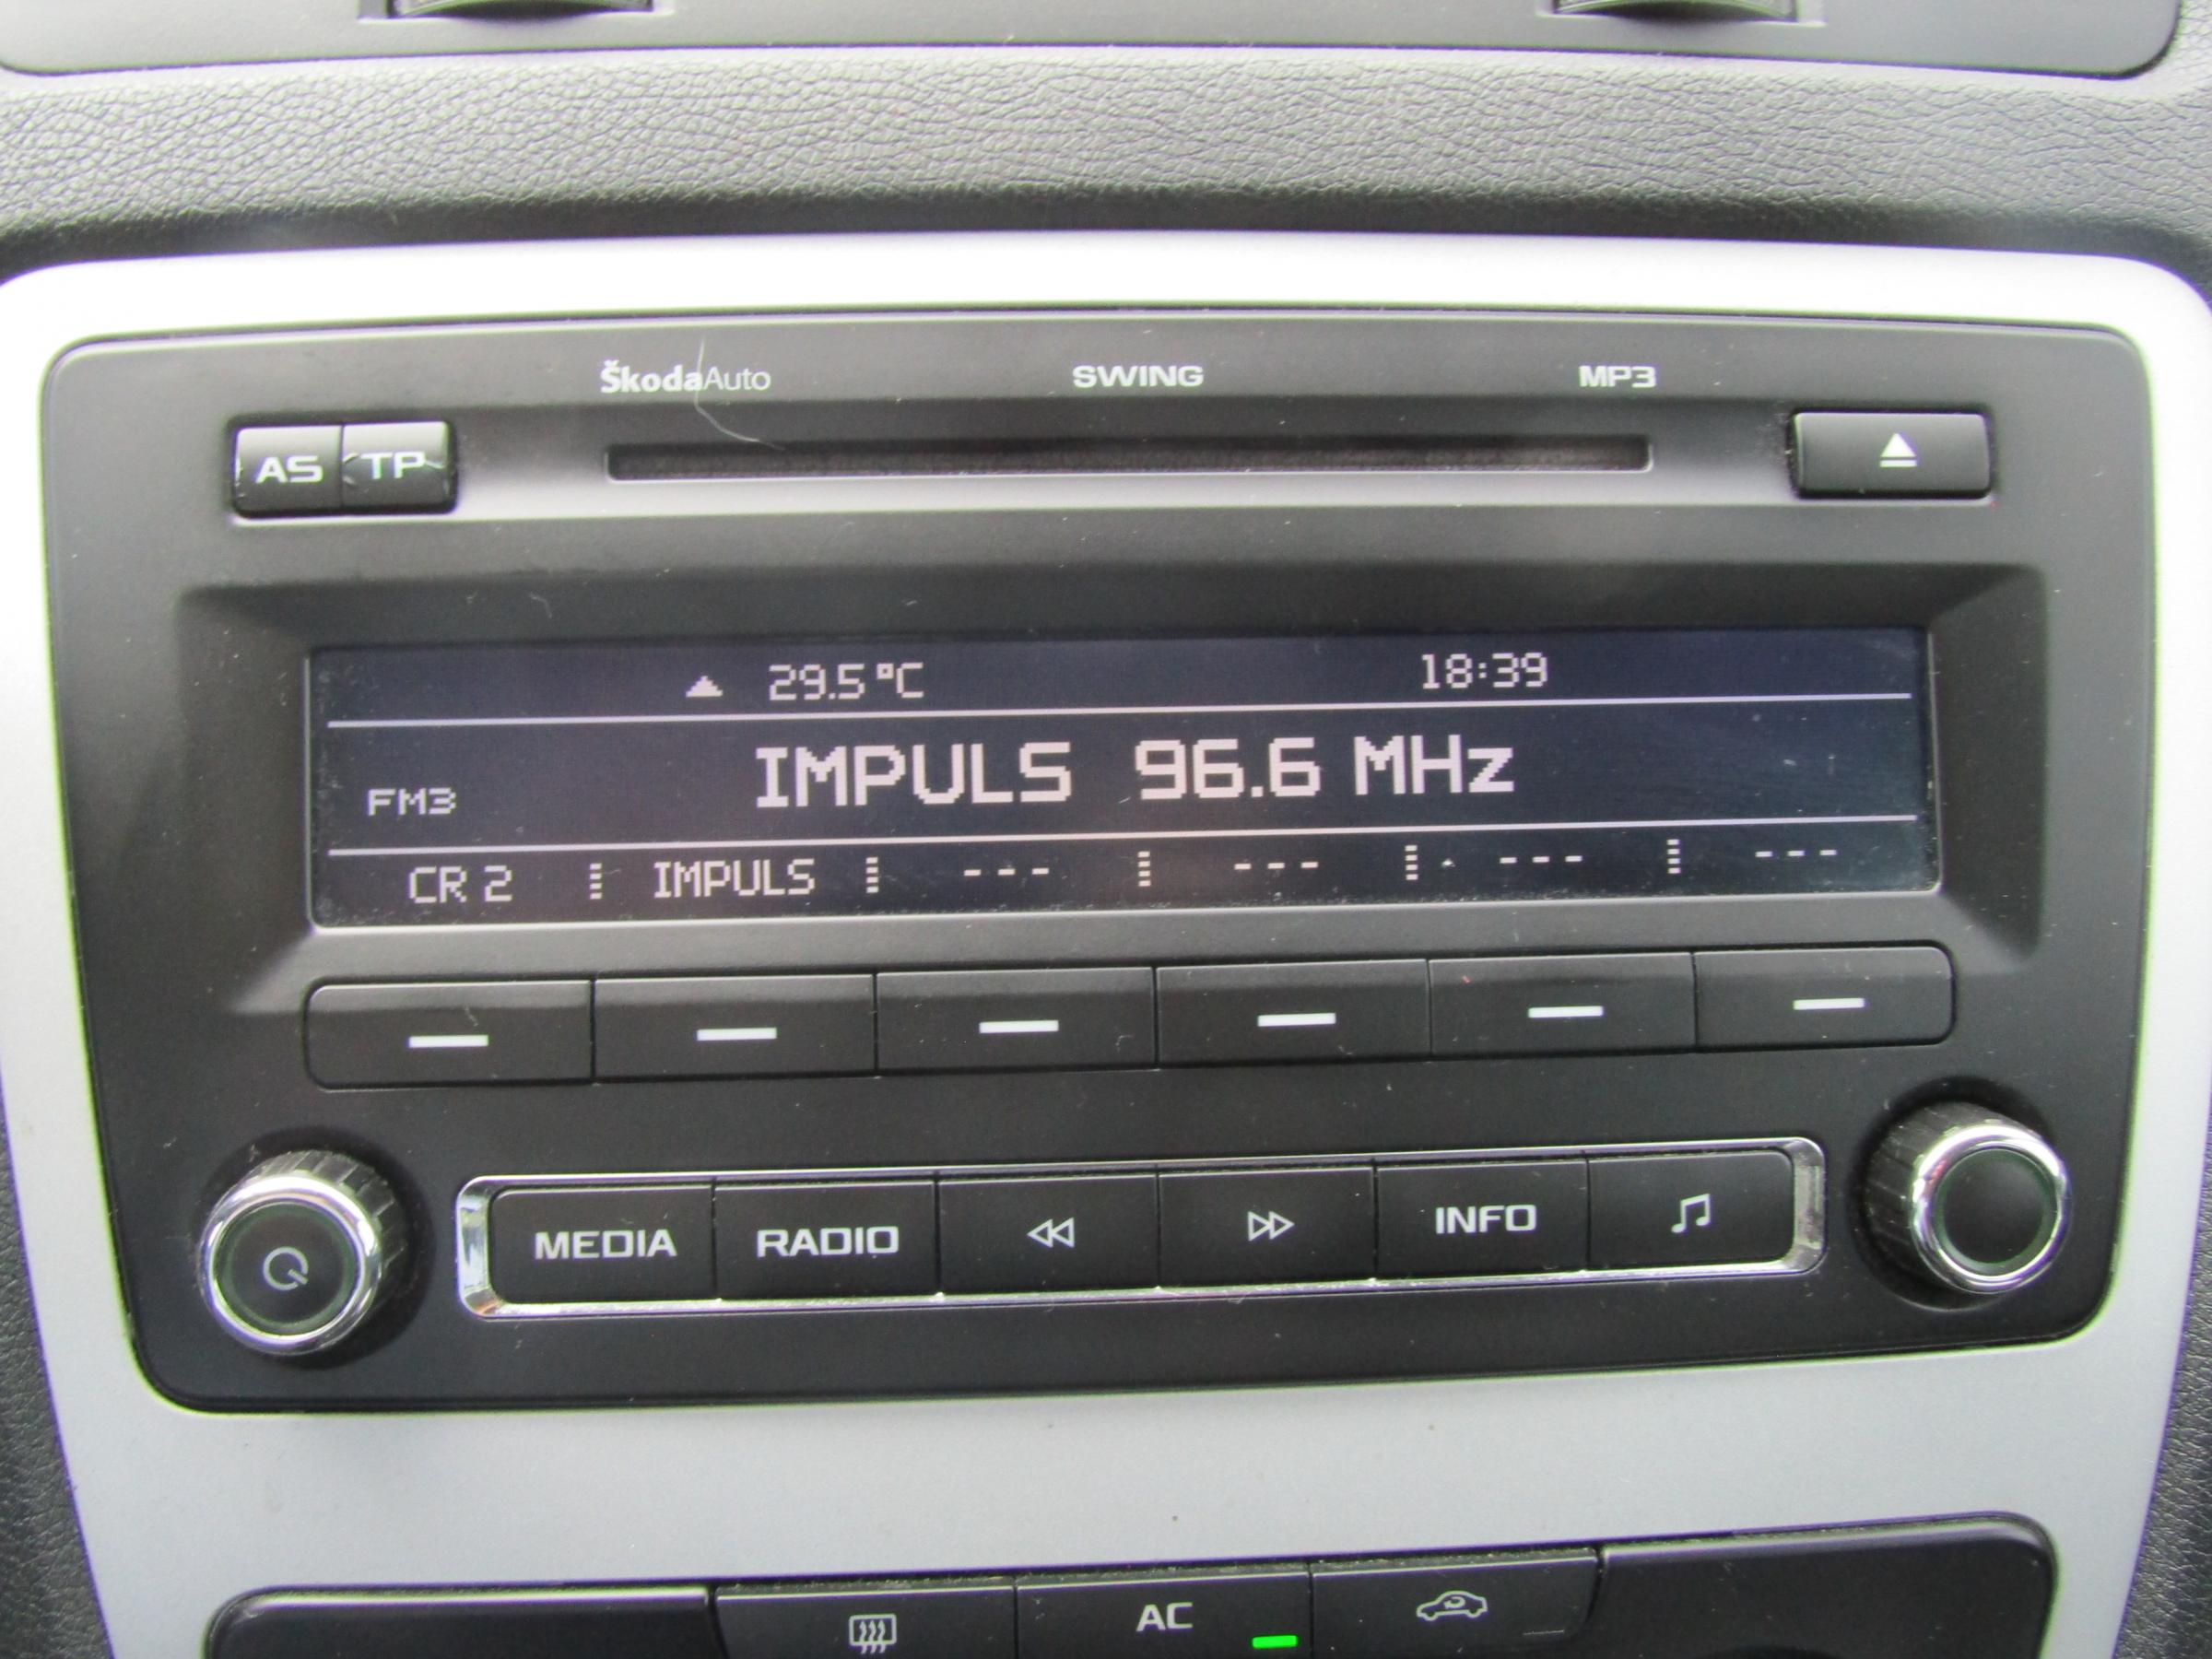 ŠkodaAuto SWING MP3
AS TP
29.5°C 18:39
FM3 IMPULS 96.6 MHz
CR 2 IMPULS --- --- --- ---
MEDIA RADIO INFO
AC